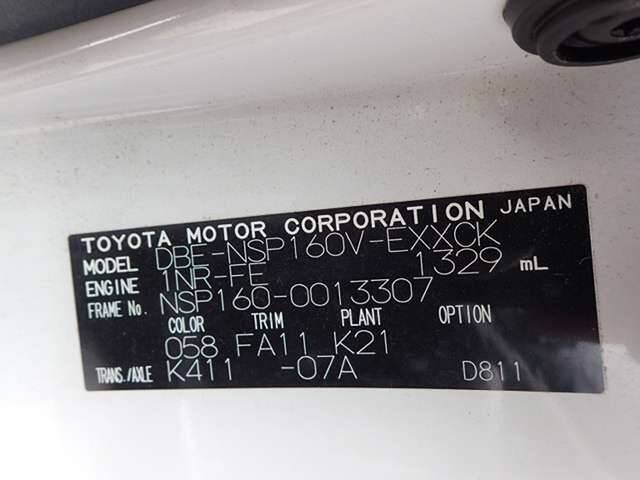 TOYOTA MOTOR CORPORATION JAPAN
MODEL DBE-NSP160V-EXXCK
ENGINE 1NR-FE 1329 mL
FRAME No. NSP160-0013307
COLOR TRIM PLANT OPTION
058 FA11 K21
TRANS./AXLE K411 -07A D811